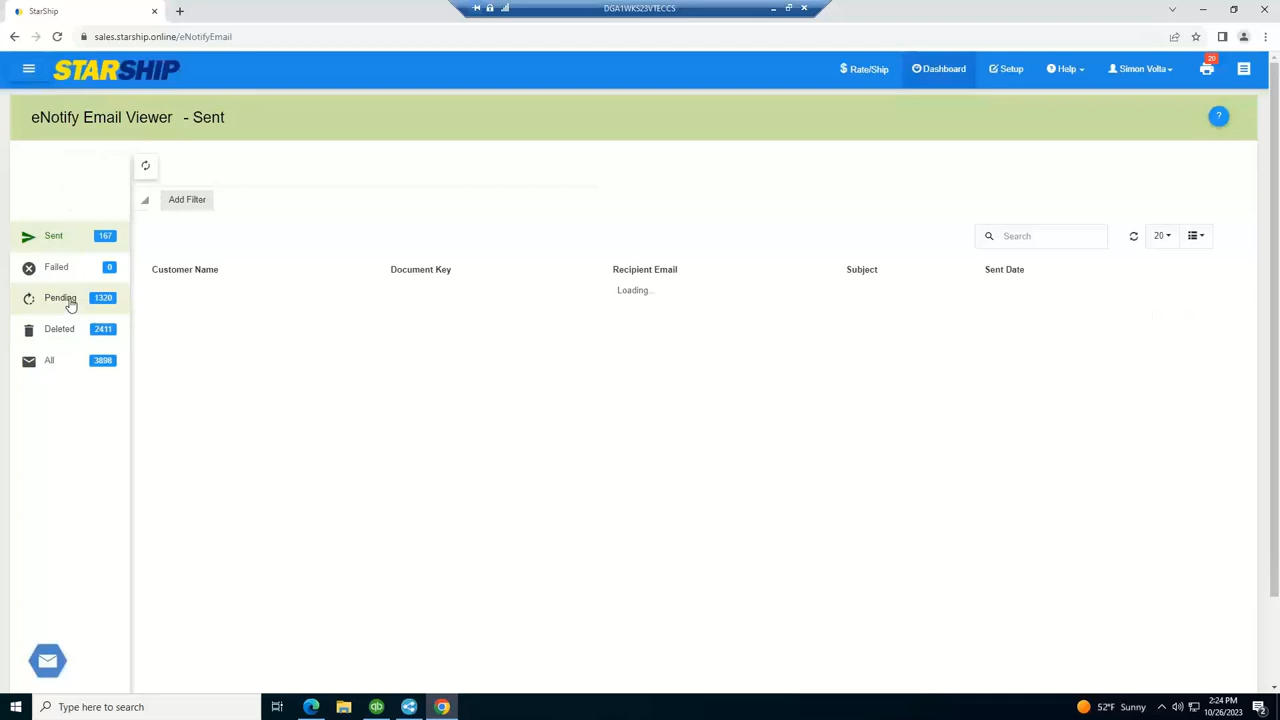 StarShip
DGA1WKS23VTECCS
sales.starship.online/eNotifyEmail
STARSHIP
$ Rate/Ship
Dashboard
Setup
Help
Simon Volta
20
eNotify Email Viewer - Sent
?
Add Filter
Sent 167
Search
20
Failed 0
Customer Name Document Key Recipient Email Subject Sent Date
Loading...
Pending 1320
Deleted 2411
All 3898
Type here to search
qb
52°F Sunny
2:24 PM
10/26/2023
2